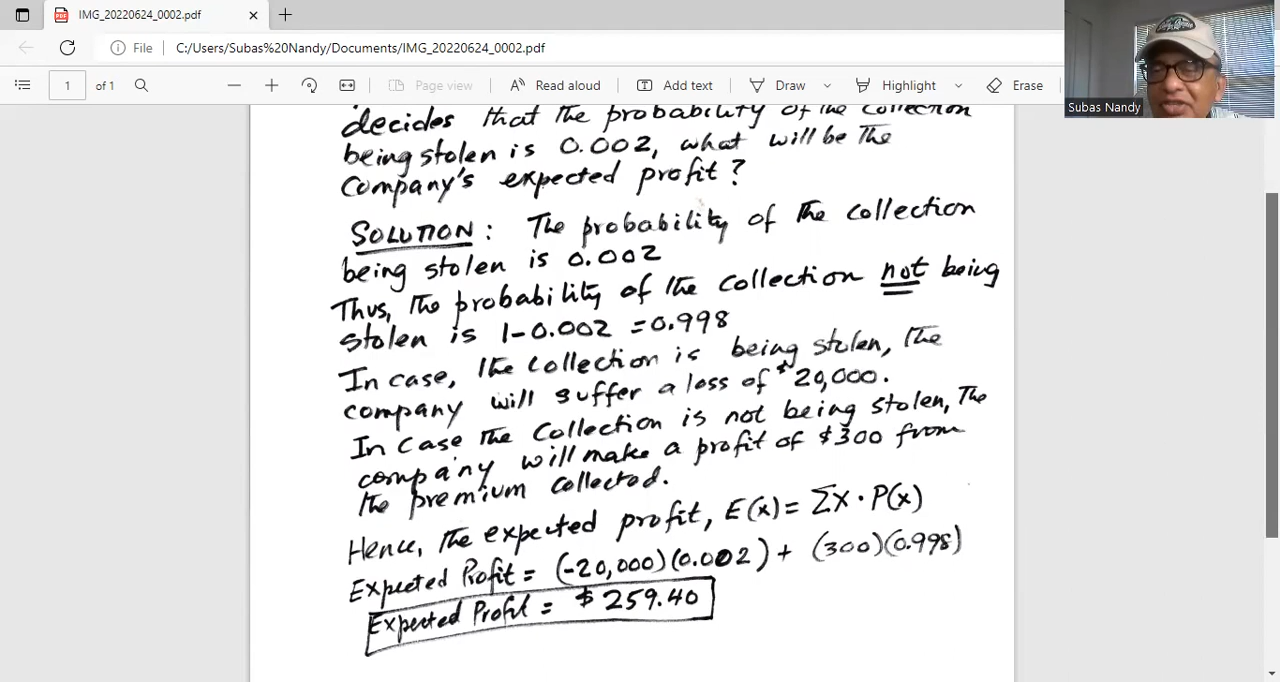 IMG_20220624_0002.pdf
File C:/Users/Subas%20Nandy/Documents/IMG_20220624_0002.pdf
1 of 1 Page view Read aloud Add text Draw Highlight Erase
Subas Nandy
decides that the probability of the collection
being stolen is 0.002, what will be the
Company's expected profit?
SOLUTION: The probability of the collection
being stolen is 0.002
Thus, the probability of the collection not being
stolen is 1-0.002 = 0.998
In case, the collection is being stolen, the
company will suffer a loss of $20,000.
In case the collection is not being stolen, the
company will make a profit of $300 from
the premium collected.
Hence, the expected profit, E(x) = ΣX·P(x)
Expected Profit = (-20,000)(0.002) + (300)(0.998)
Expected Profit = $259.40